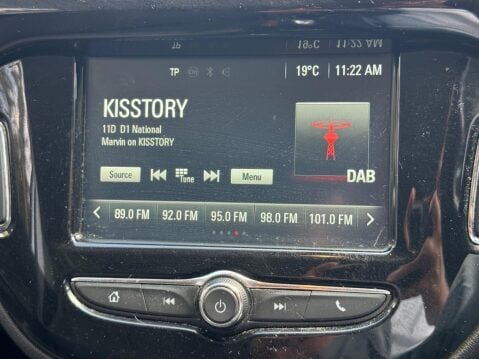 TP 19°C 11:22 AM
KISSTORY
11D D1 National
Marvin on KISSTORY
Source Tune Menu DAB
89.0 FM 92.0 FM 95.0 FM 98.0 FM 101.0 FM